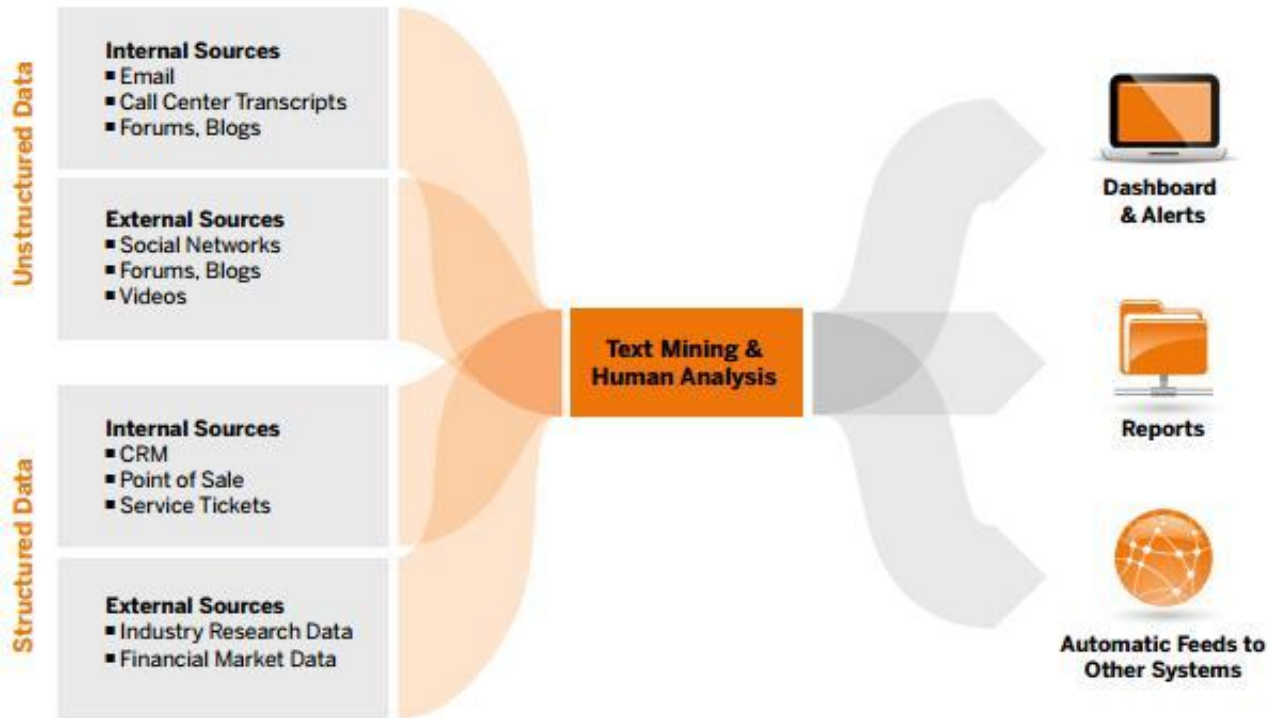 Unstructured Data
Internal Sources
▪ Email
▪ Call Center Transcripts
▪ Forums, Blogs
External Sources
▪ Social Networks
▪ Forums, Blogs
▪ Videos
Structured Data
Internal Sources
▪ CRM
▪ Point of Sale
▪ Service Tickets
External Sources
▪ Industry Research Data
▪ Financial Market Data
Text Mining &
Human Analysis
Dashboard
& Alerts
Reports
Automatic Feeds to
Other Systems